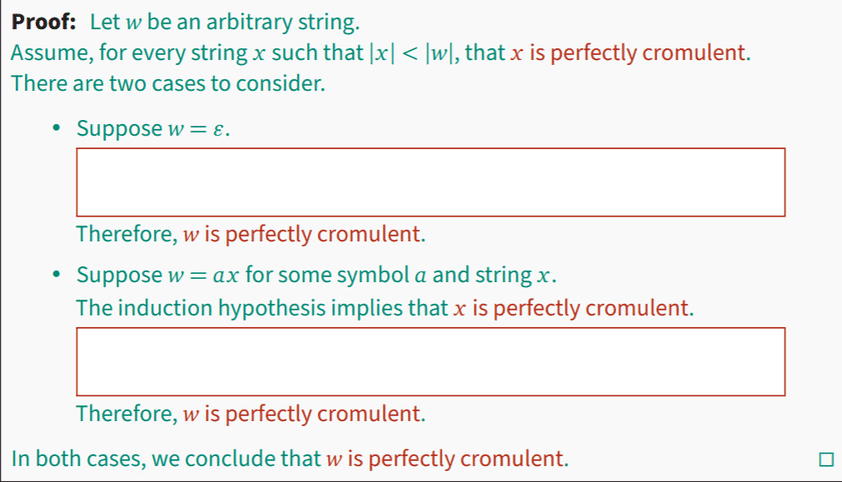 Proof: Let w be an arbitrary string.
Assume, for every string x such that |x| < |w|, that x is perfectly cromulent.
There are two cases to consider.
• Suppose w = ε.
Therefore, w is perfectly cromulent.
• Suppose w = ax for some symbol a and string x.
The induction hypothesis implies that x is perfectly cromulent.
Therefore, w is perfectly cromulent.
In both cases, we conclude that w is perfectly cromulent. □